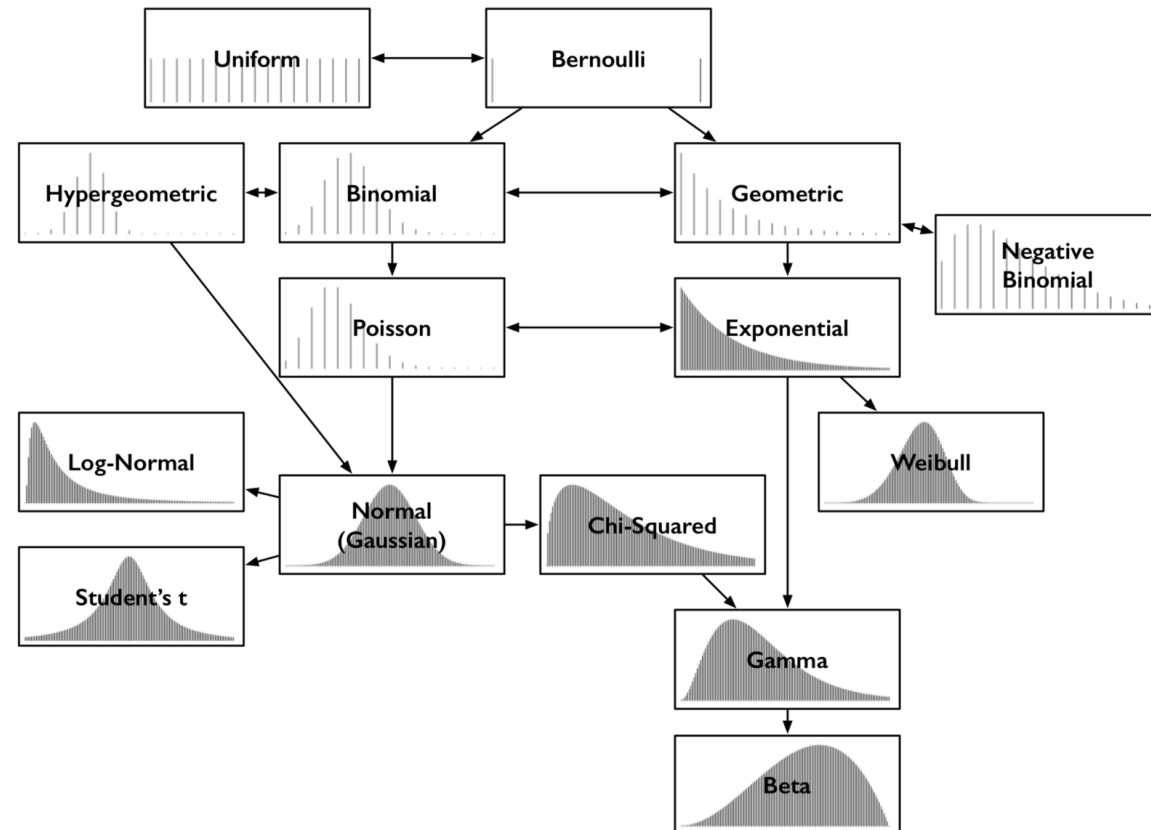 Uniform
Bernoulli
Hypergeometric
Binomial
Geometric
Negative
Binomial
Poisson
Exponential
Log-Normal
Weibull
Normal
(Gaussian)
Chi-Squared
Student's t
Gamma
Beta